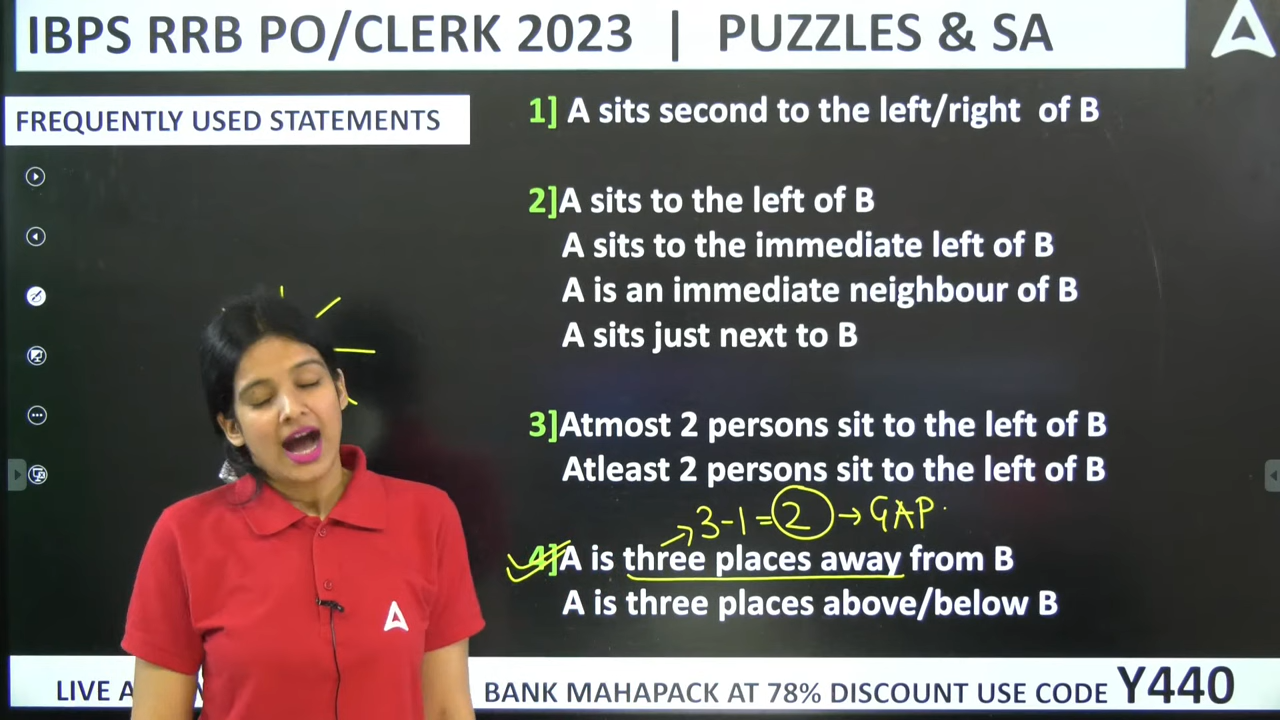 IBPS RRB PO/CLERK 2023 | PUZZLES & SA
FREQUENTLY USED STATEMENTS
1] A sits second to the left/right of B
2]A sits to the left of B
A sits to the immediate left of B
A is an immediate neighbour of B
A sits just next to B
3]Atmost 2 persons sit to the left of B
Atleast 2 persons sit to the left of B
→ 3-1=2 → GAP.
4]A is three places away from B
A is three places above/below B
LIVE BANK MAHAPACK AT 78% DISCOUNT USE CODE Y440